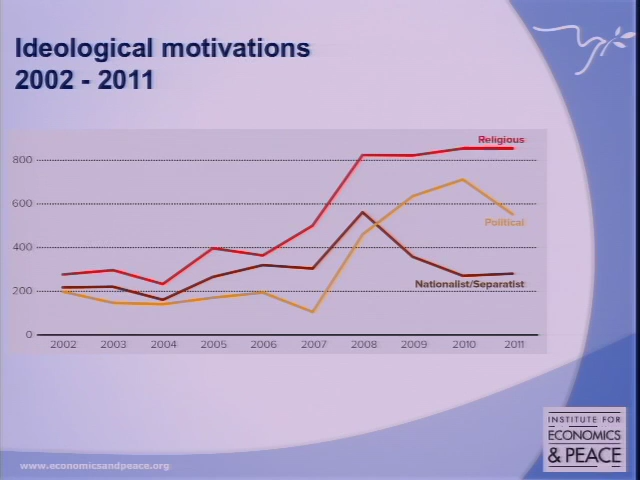 Ideological motivations
2002 - 2011
Religious
800
600
Political
400
Nationalist/Separatist
200
0
2002 2003 2004 2005 2006 2007 2008 2009 2010 2011
INSTITUTE FOR
ECONOMICS
& PEACE
www.economicsandpeace.org